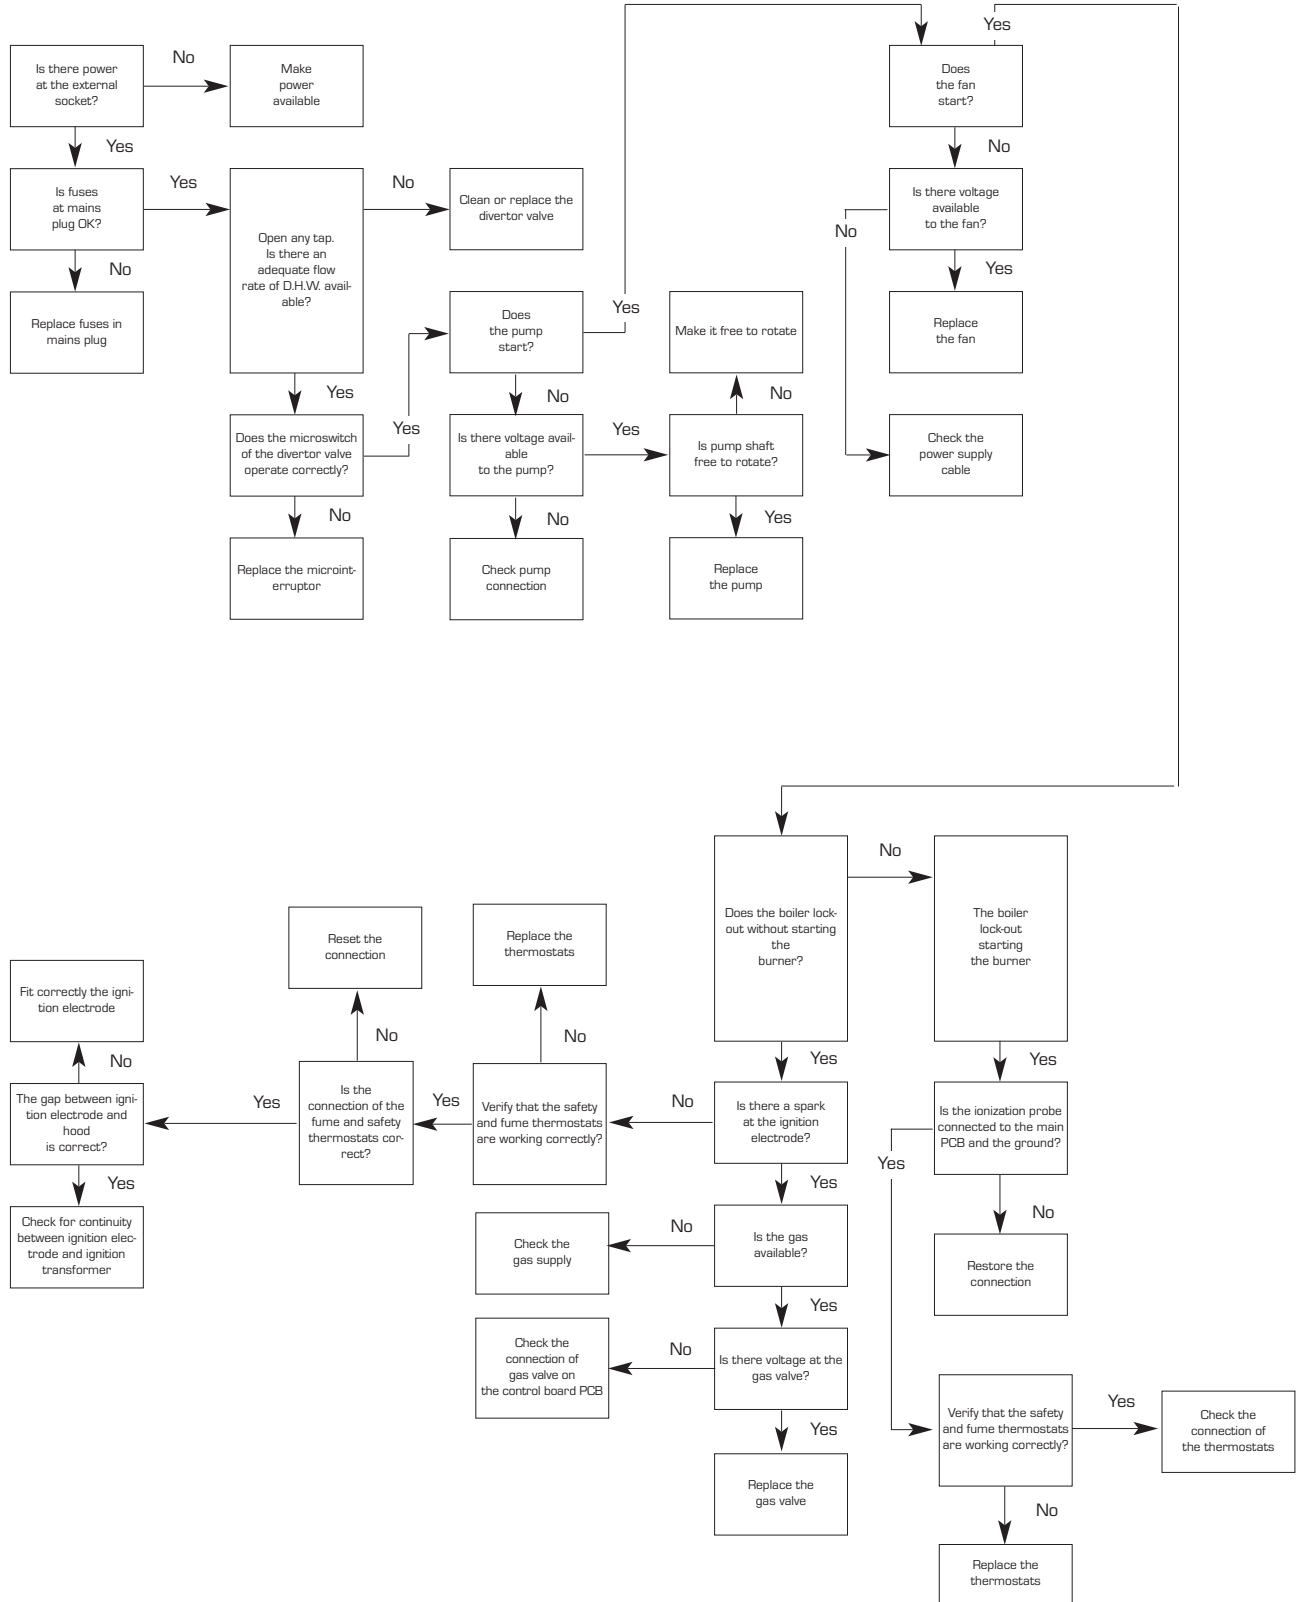 Yes
Is there power
at the external
socket?
No
Make
power
available
Does
the fan
start?
Yes
No
Is fuses
at mains
plug OK?
Yes
Open any tap.
Is there an
adequate flow
rate of D.H.W. avail-
able?
No
Clean or replace the
divertor valve
Is there voltage
available
to the fan?
No
No
Yes
Replace fuses in
mains plug
Does
the pump
start?
Yes
Make it free to rotate
Replace
the fan
Yes
No
No
Does the microswitch
of the divertor valve
operate correctly?
Yes
Is there voltage avail-
able
to the pump?
Yes
Is pump shaft
free to rotate?
Check the
power supply
cable
No
No
Yes
Replace the microint-
erruptor
Check pump
connection
Replace
the pump
Does the boiler lock-
out without starting
the
burner?
No
The boiler
lock-out
starting
the burner
Reset the
connection
Replace the
thermostats
Fit correctly the igni-
tion electrode
No
No
No
Yes
Yes
The gap between igni-
tion electrode and
hood
is correct?
Yes
Is the
connection of the
fume and safety
thermostats cor-
rect?
Yes
Verify that the safety
and fume thermostats
are working correctly?
No
Is there a spark
at the ignition
electrode?
Is the ionization probe
connected to the main
PCB and the ground?
Yes
Yes
Yes
No
Check for continuity
between ignition elec-
trode and ignition
transformer
Check the
gas supply
No
Is the gas
available?
Restore the
connection
Yes
Check the
connection of
gas valve on
the control board PCB
No
Is there voltage at the
gas valve?
Yes
Verify that the safety
and fume thermostats
are working correctly?
Yes
Check the
connection of
the thermostats
Replace the
gas valve
No
Replace the
thermostats